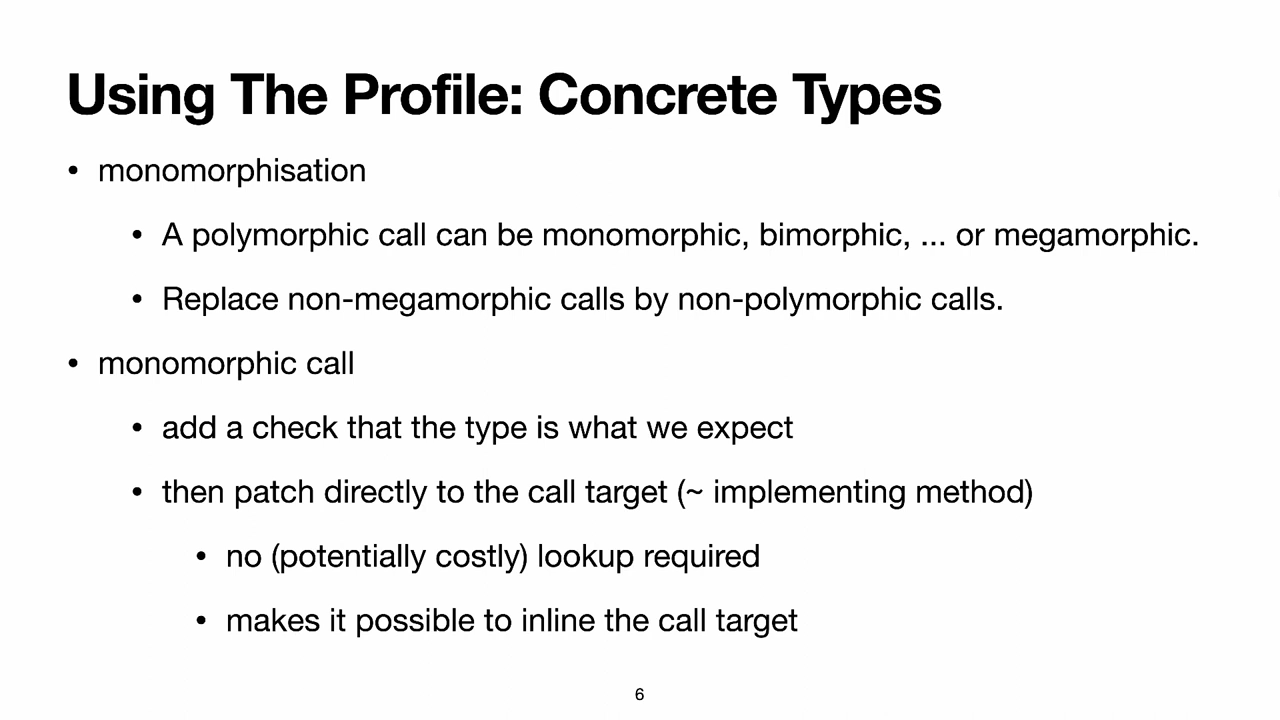 Using The Profile: Concrete Types
• monomorphisation
• A polymorphic call can be monomorphic, bimorphic, ... or megamorphic.
• Replace non-megamorphic calls by non-polymorphic calls.
• monomorphic call
• add a check that the type is what we expect
• then patch directly to the call target (~ implementing method)
• no (potentially costly) lookup required
• makes it possible to inline the call target
6